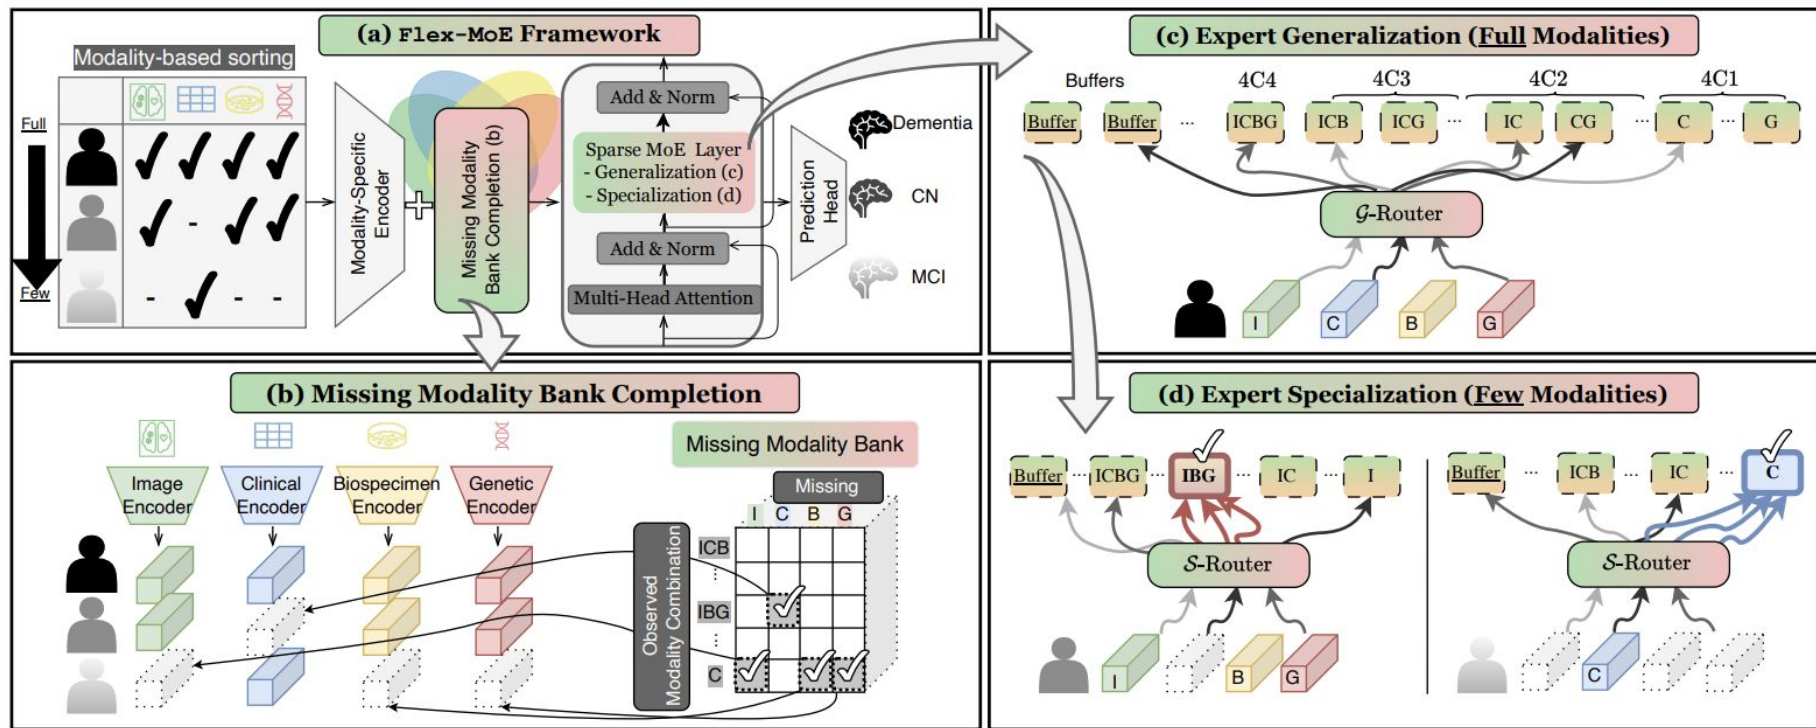 (a) Flex-MoE Framework
Modality-based sorting
Full
Few
-
- - -
Modality-Specific
Encoder
Missing Modality
Bank Completion (b)
Add & Norm
Sparse MoE Layer
- Generalization (c)
- Specialization (d)
Add & Norm
Multi-Head Attention
Prediction
Head
Dementia
CN
MCI
(b) Missing Modality Bank Completion
Image
Encoder
Clinical
Encoder
Biospecimen
Encoder
Genetic
Encoder
Missing Modality Bank
Missing
I C B G
Observed
Modality Combination
ICB
⋮
IBG
⋮
C
(c) Expert Generalization (Full Modalities)
Buffers 4C4 4C3 4C2 4C1
Buffer Buffer ... ICBG ICB ICG ... IC CG ... C ... G
𝒢-Router
I C B G
(d) Expert Specialization (Few Modalities)
Buffer ... ICBG ... IBG ... IC ... I
𝒮-Router
I B G
Buffer ... ICB ... IC ... C
𝒮-Router
C